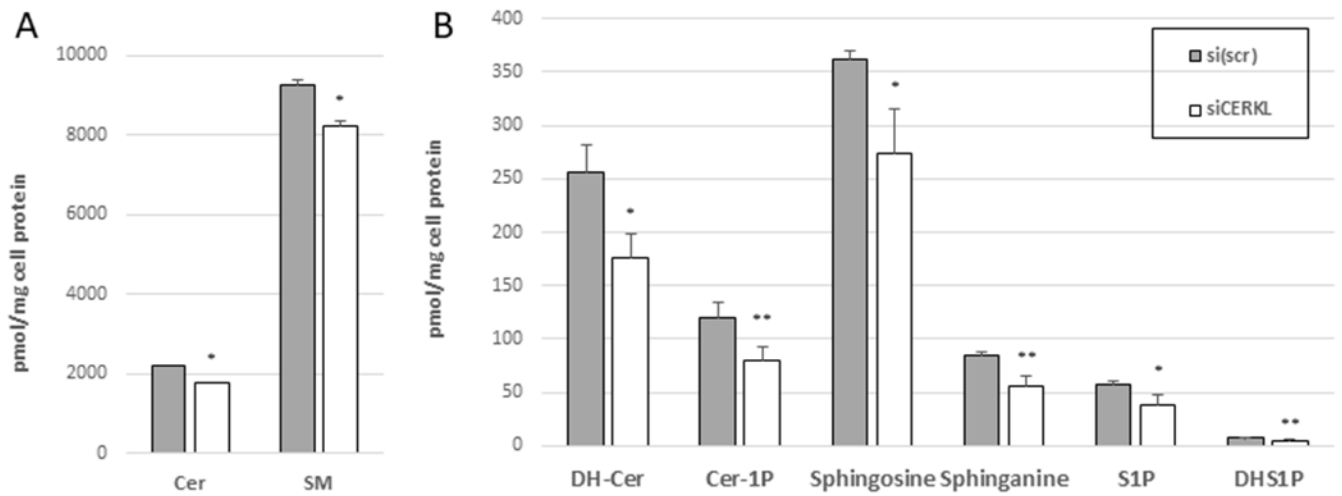 A
pmol/mg cell protein
10000
8000
6000
4000
2000
0
*
*
Cer
SM
B
pmol/mg cell protein
400
350
300
250
200
150
100
50
0
si(scr)
siCERKL
*
**
*
**
*
**
DH-Cer
Cer-1P
Sphingosine
Sphinganine
S1P
DHS1P